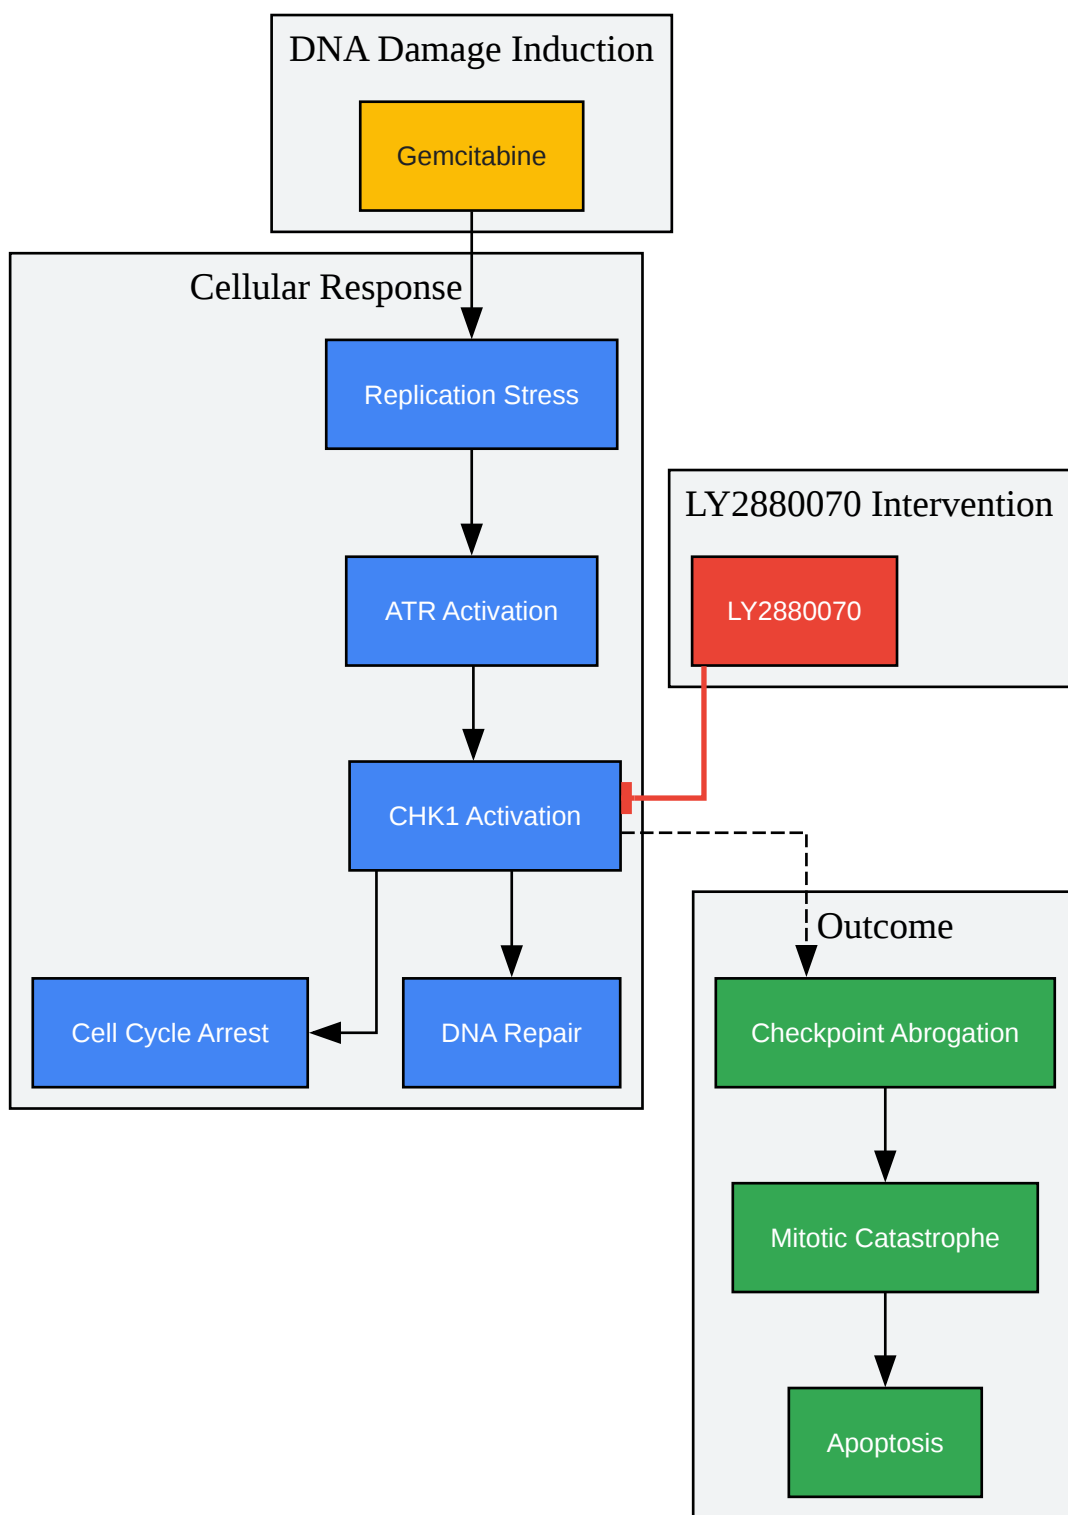 DNA Damage Induction
Gemcitabine
Cellular Response
Replication Stress
LY2880070 Intervention
ATR Activation
LY2880070
CHK1 Activation
Outcome
Cell Cycle Arrest
DNA Repair
Checkpoint Abrogation
Mitotic Catastrophe
Apoptosis